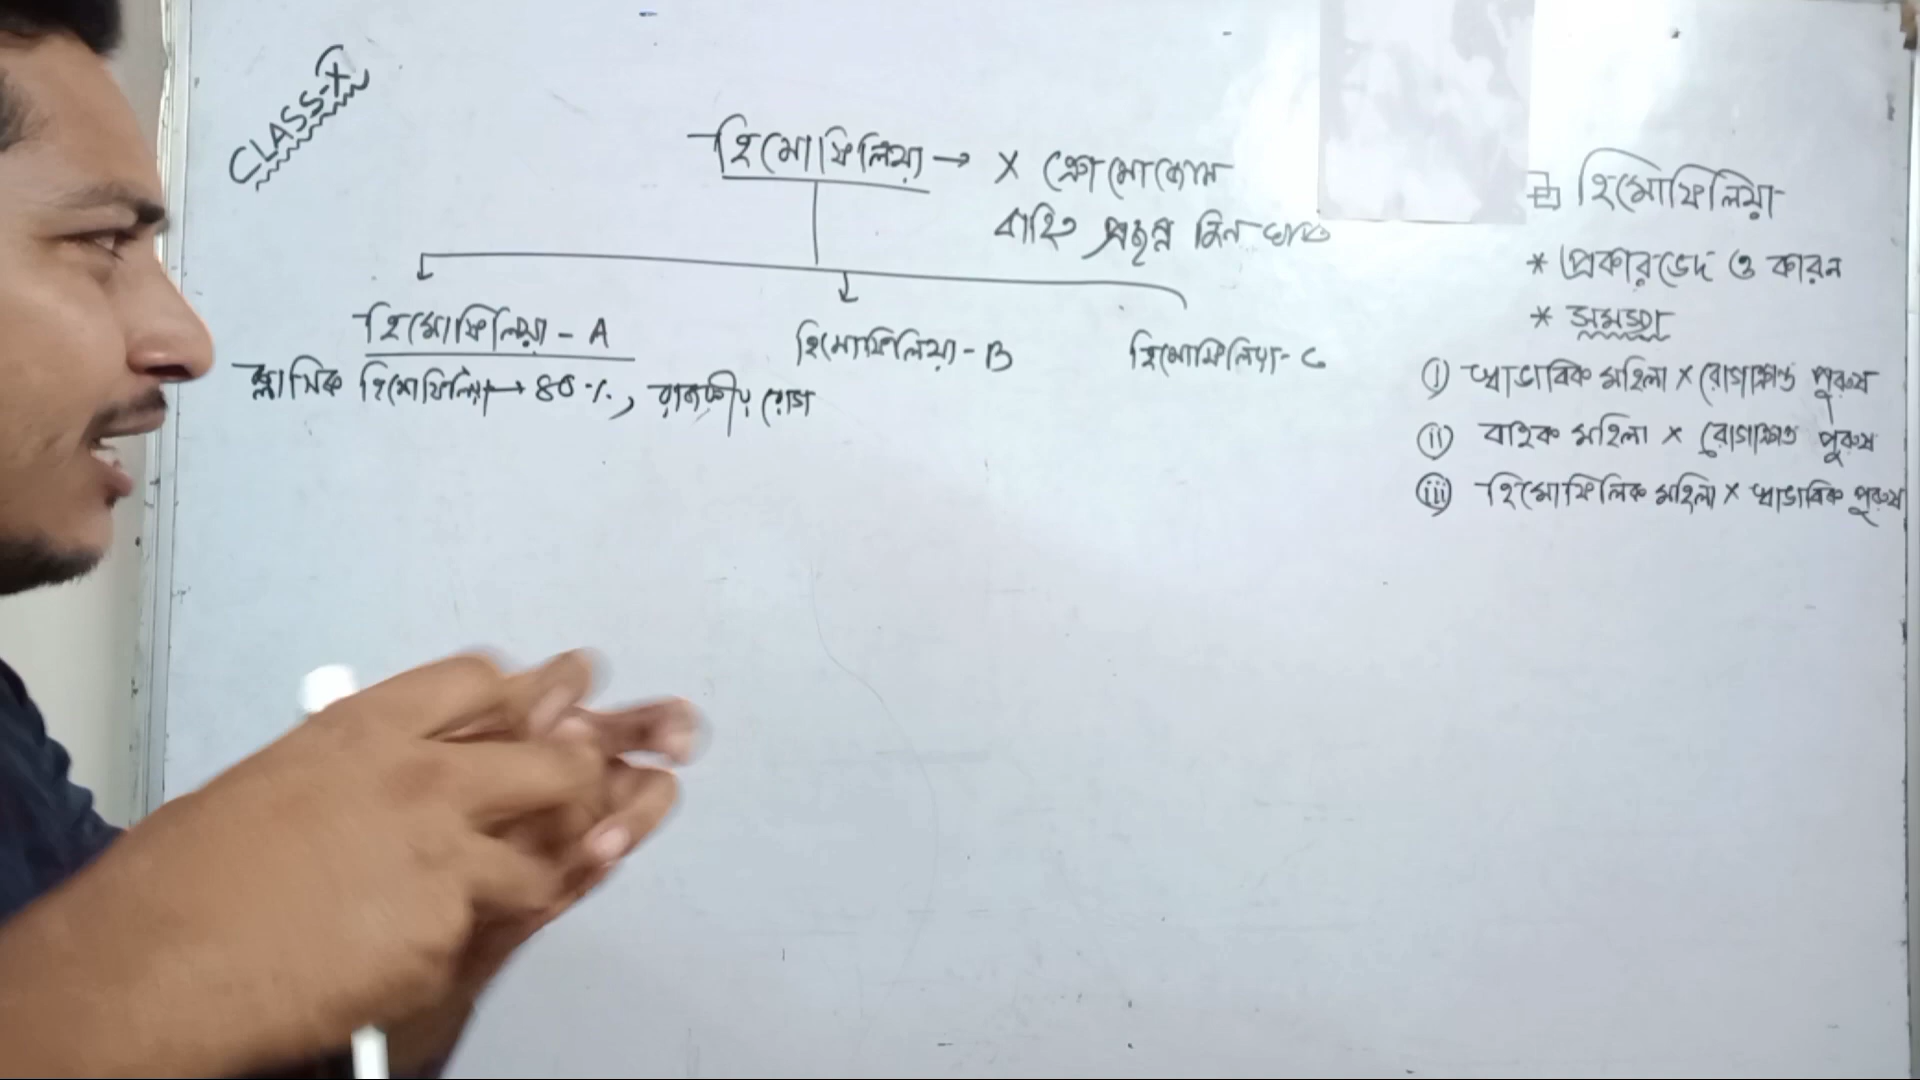 CLASS-X
হিমোফিলিয়া → X ক্রোমোজোম
বাহিত প্রচ্ছন্ন জিন ঘটিত
হিমোফিলিয়া - A
হিমোফিলিয়া - B
হিমোফিলিয়া - C
ক্লাসিক হিমোফিলিয়া → 80%, রাজকীয় রোগ
হিমোফিলিয়া
* প্রকারভেদ ও কারন
* সমস্যা
(i) স্বাভাবিক মহিলা × রোগাক্রান্ত পুরুষ
(ii) বাহক মহিলা × রোগাক্রান্ত পুরুষ
(iii) হিমোফিলিক মহিলা × স্বাভাবিক পুরুষ